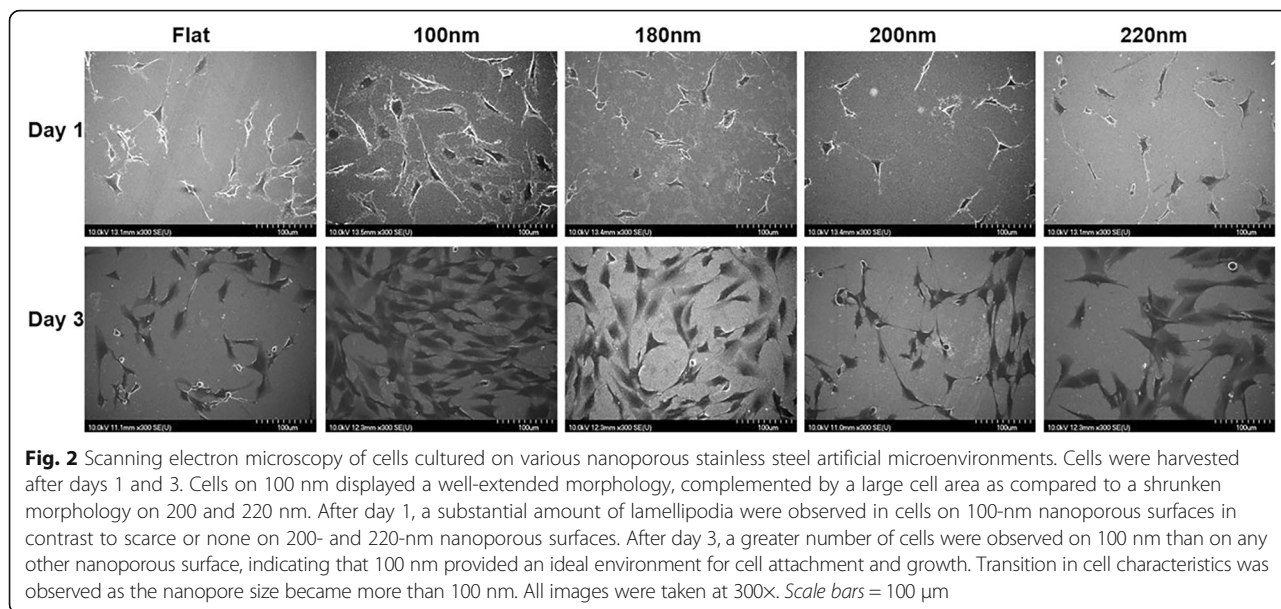 Flat 100nm 180nm 200nm 220nm
Day 1
10.0kV 13.1mm x300 SE(U) 100um
10.0kV 13.5mm x300 SE(U) 100um
10.0kV 13.4mm x300 SE(U) 100um
10.0kV 13.4mm x300 SE(U) 100um
10.0kV 13.1mm x300 SE(U) 100um
Day 3
10.0kV 11.1mm x300 SE(U) 100um
10.0kV 12.3mm x300 SE(U) 100um
10.0kV 12.3mm x300 SE(U) 100um
10.0kV 11.0mm x300 SE(U) 100um
10.0kV 12.3mm x300 SE(U) 100um
Fig. 2 Scanning electron microscopy of cells cultured on various nanoporous stainless steel artificial microenvironments. Cells were harvested
after days 1 and 3. Cells on 100 nm displayed a well-extended morphology, complemented by a large cell area as compared to a shrunken
morphology on 200 and 220 nm. After day 1, a substantial amount of lamellipodia were observed in cells on 100-nm nanoporous surfaces in
contrast to scarce or none on 200- and 220-nm nanoporous surfaces. After day 3, a greater number of cells were observed on 100 nm than on any
other nanoporous surface, indicating that 100 nm provided an ideal environment for cell attachment and growth. Transition in cell characteristics was
observed as the nanopore size became more than 100 nm. All images were taken at 300×. Scale bars = 100 μm